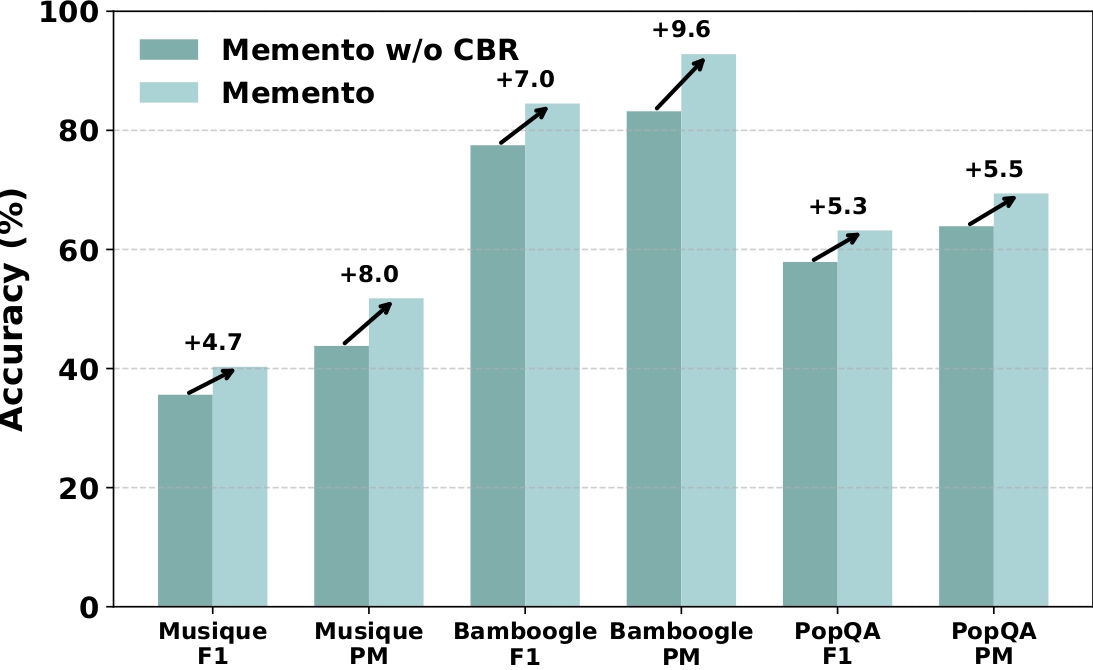 100
80
60
40
20
0
Accuracy (%)
Memento w/o CBR
Memento
+4.7
+8.0
+7.0
+9.6
+5.3
+5.5
Musique
F1
Musique
PM
Bamboogle
F1
Bamboogle
PM
PopQA
F1
PopQA
PM